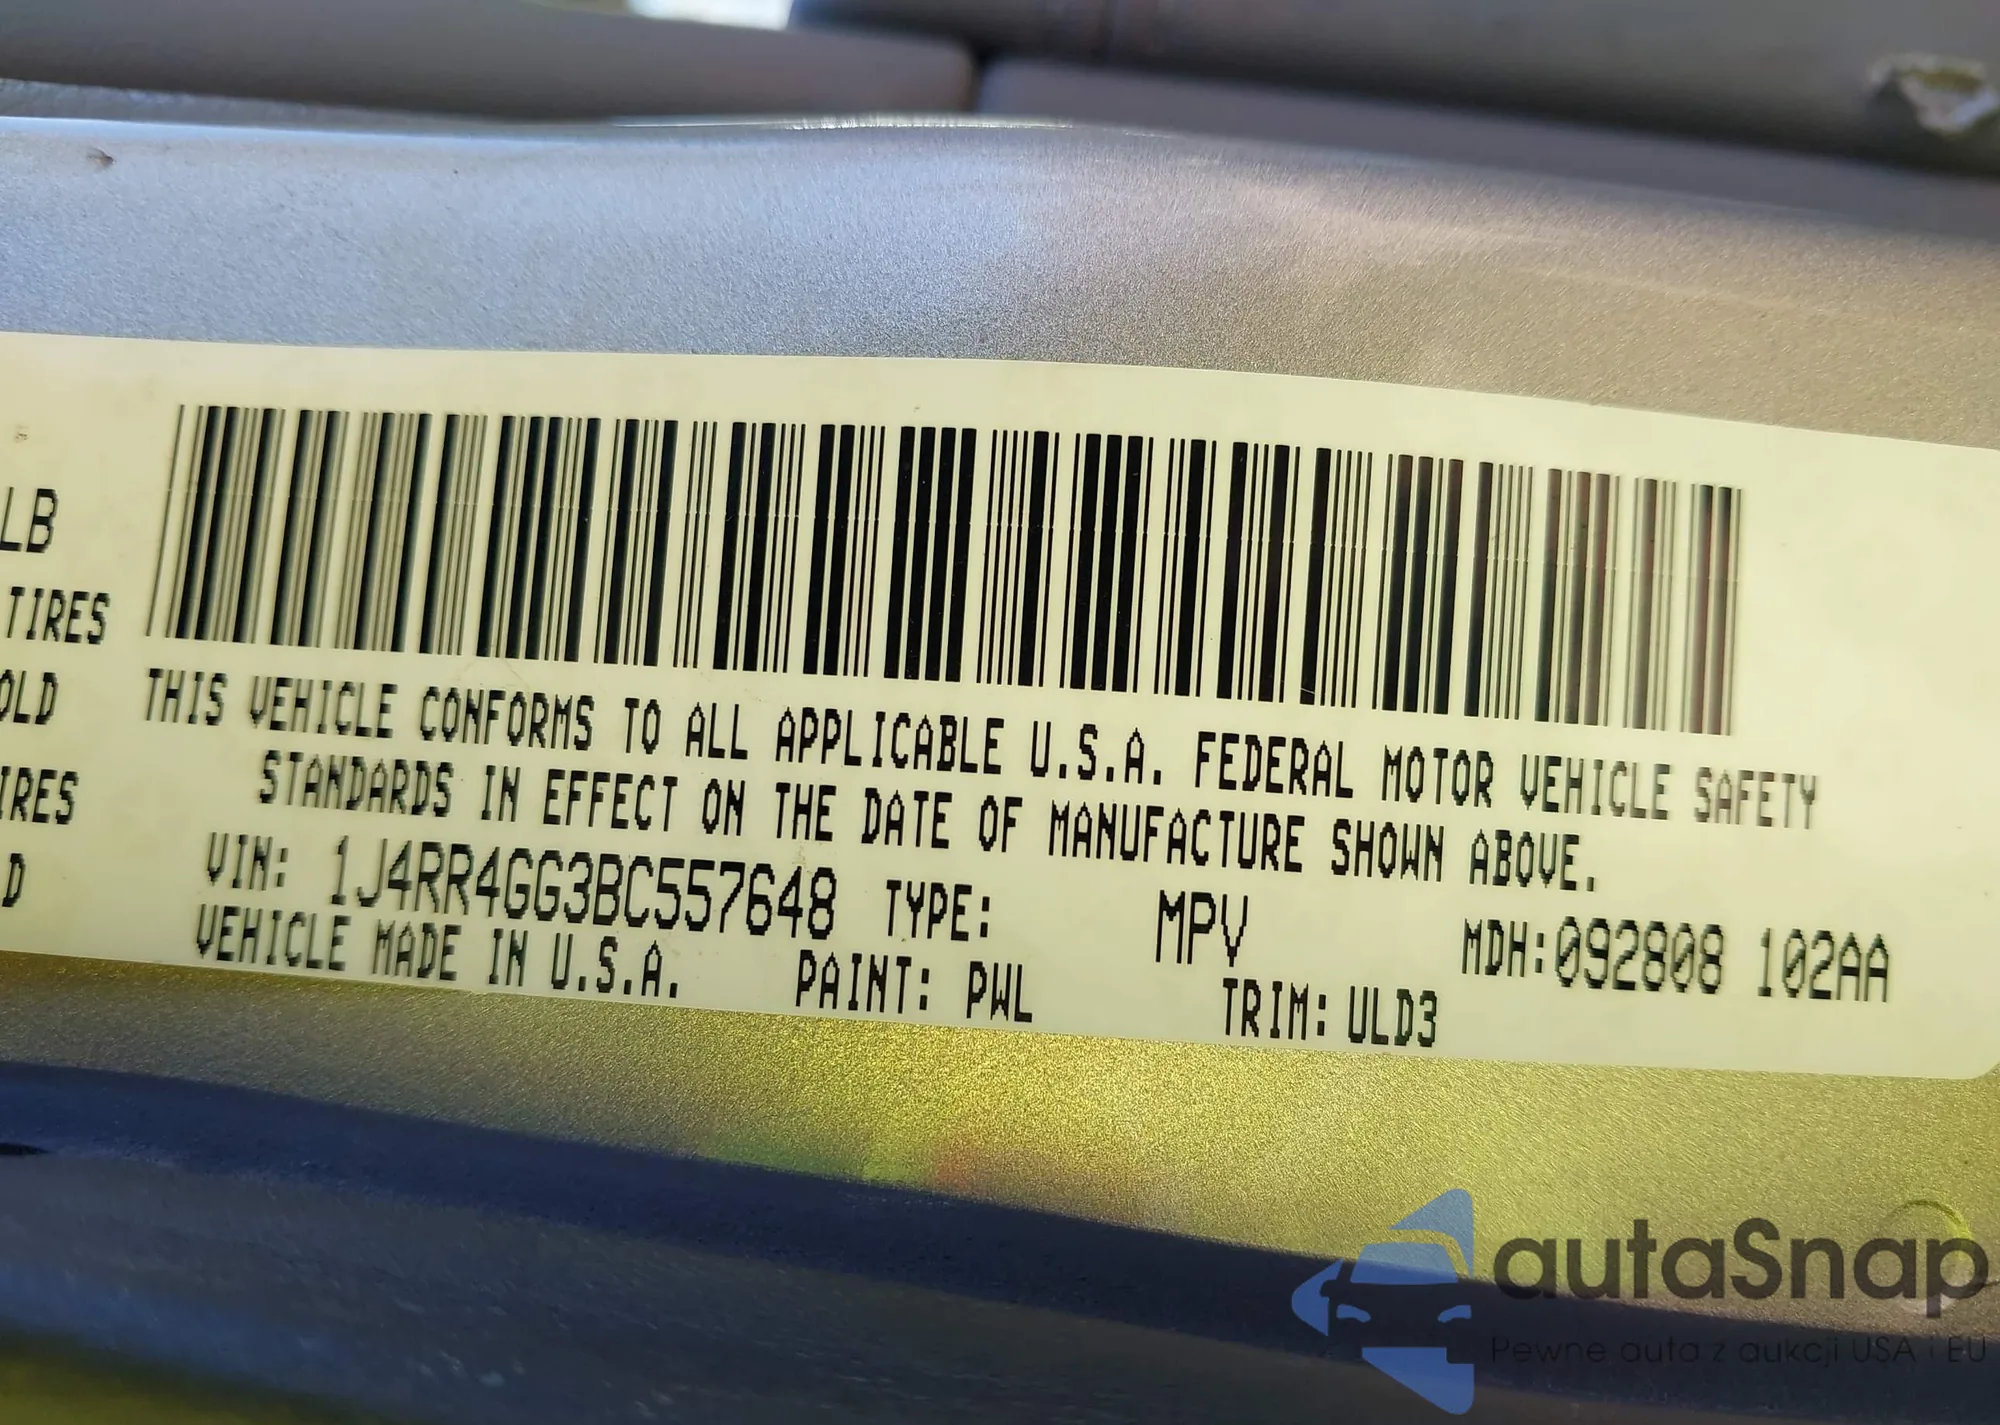 LB
TIRES
OLD
IRES
D
THIS VEHICLE CONFORMS TO ALL APPLICABLE U.S.A. FEDERAL MOTOR VEHICLE SAFETY
STANDARDS IN EFFECT ON THE DATE OF MANUFACTURE SHOWN ABOVE.
VIN: 1J4RR4GG3BC557648 TYPE: MPV MDH:092808 102AA
VEHICLE MADE IN U.S.A. PAINT: PWL TRIM: ULD3
autaSnap
Pewne auta z aukcji USA i EU